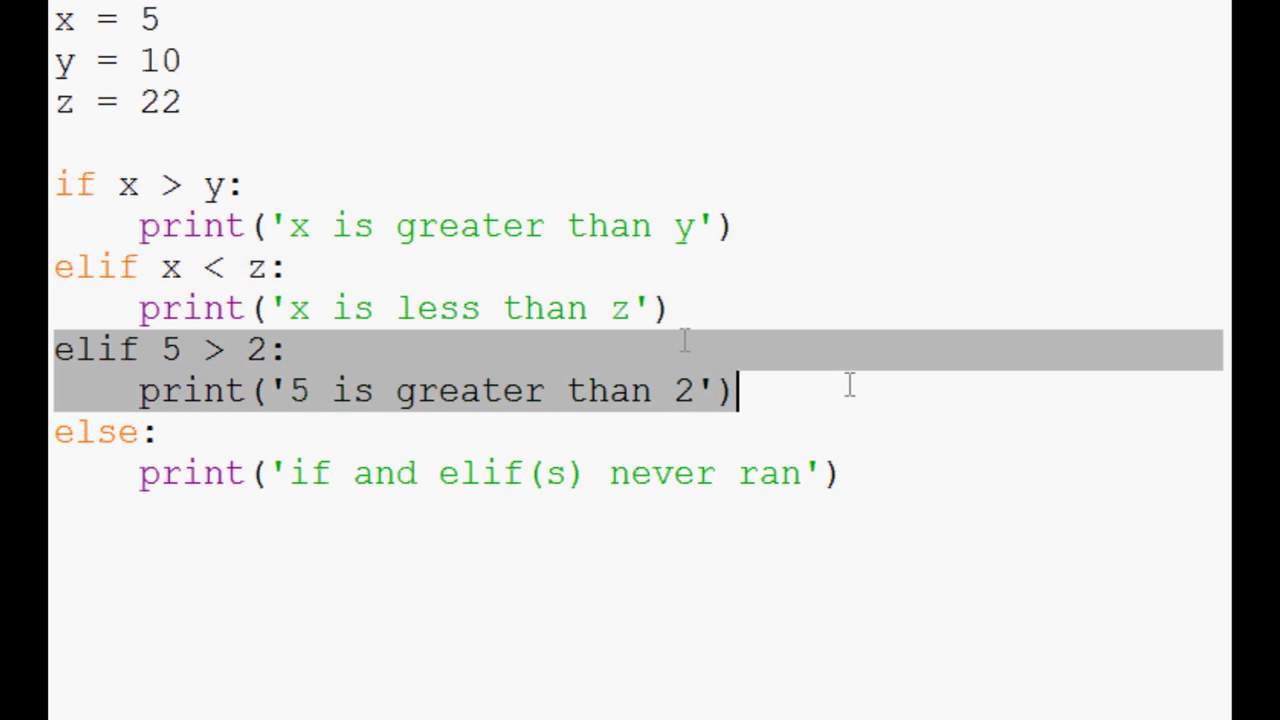 x = 5
y = 10
z = 22
if x > y:
    print('x is greater than y')
elif x < z:
    print('x is less than z')
elif 5 > 2:
    print('5 is greater than 2')
else:
    print('if and elif(s) never ran')